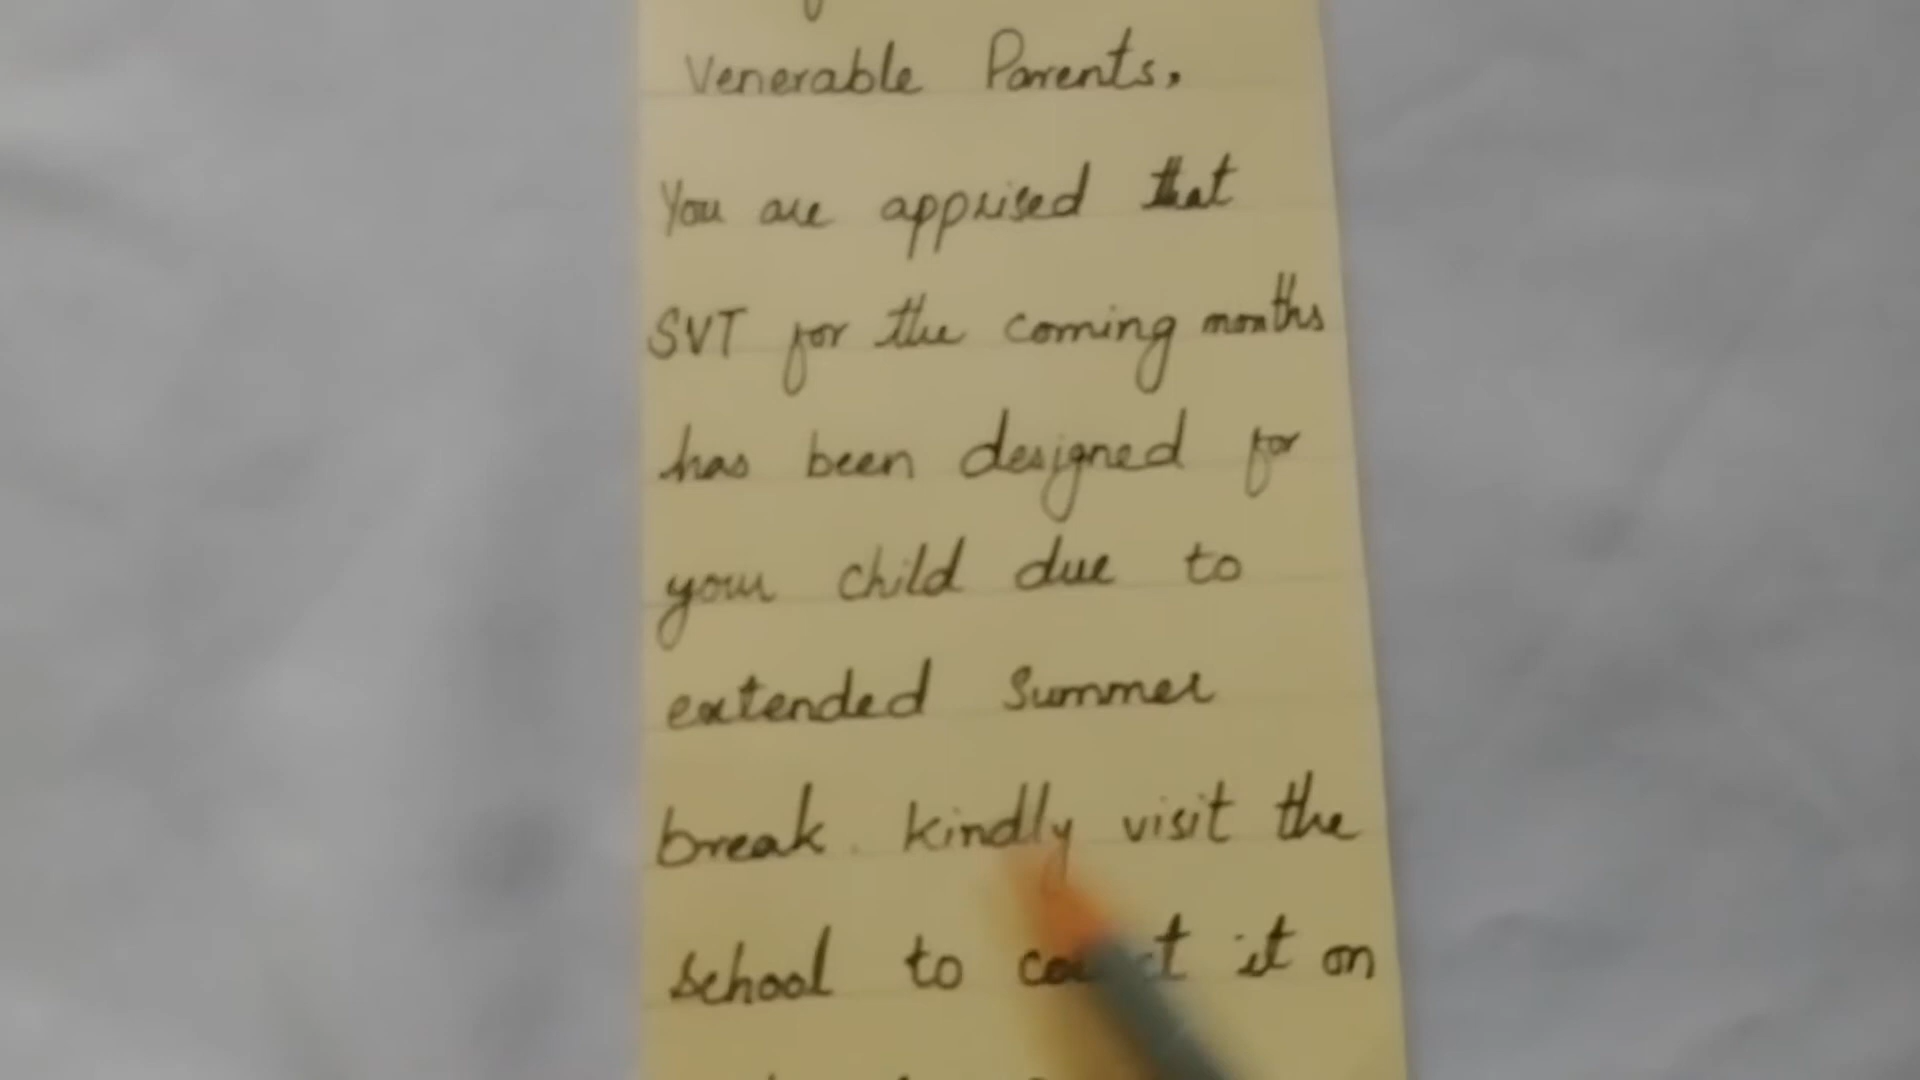 Venerable Parents,
You are apprised that
SVT for the coming months
has been designed for
your child due to
extended Summer
break. Kindly visit the
school to it on